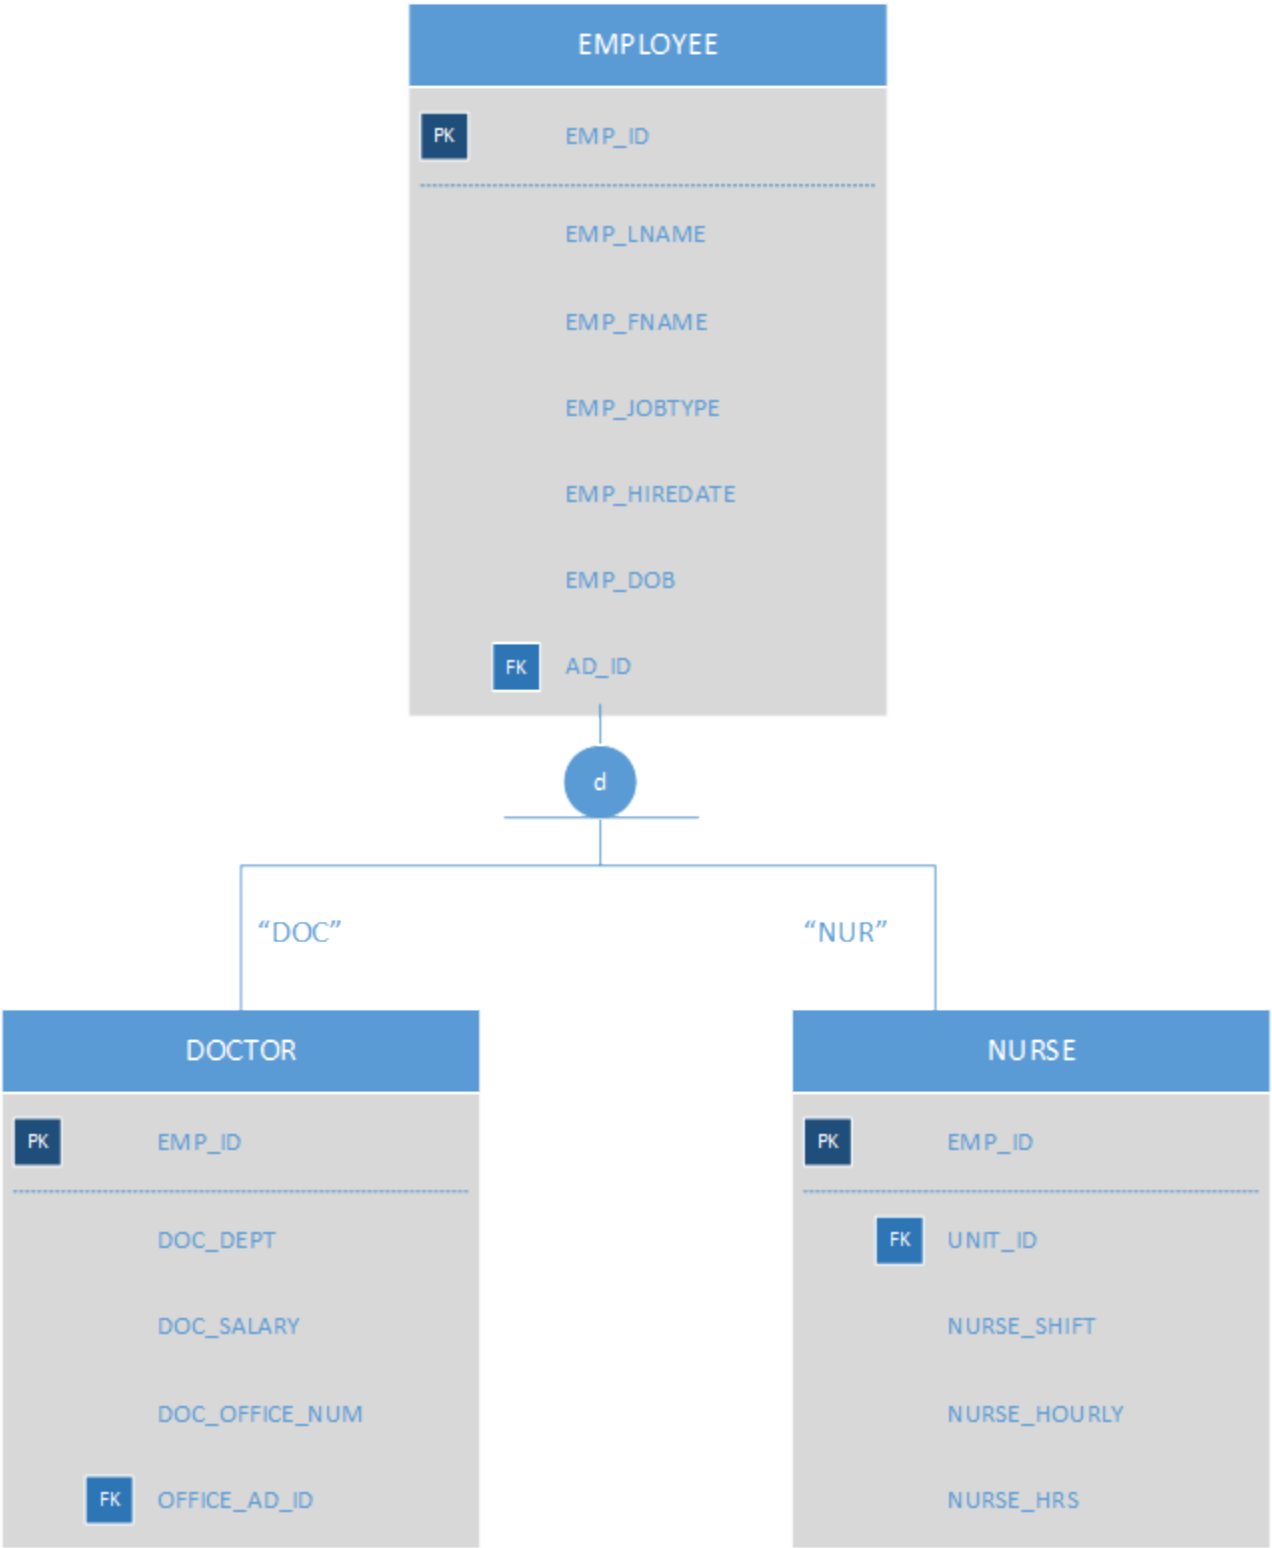 EMPLOYEE
PK EMP_ID
EMP_LNAME
EMP_FNAME
EMP_JOBTYPE
EMP_HIREDATE
EMP_DOB
FK AD_ID
d
“DOC”
“NUR”
DOCTOR
PK EMP_ID
DOC_DEPT
DOC_SALARY
DOC_OFFICE_NUM
FK OFFICE_AD_ID
NURSE
PK EMP_ID
FK UNIT_ID
NURSE_SHIFT
NURSE_HOURLY
NURSE_HRS